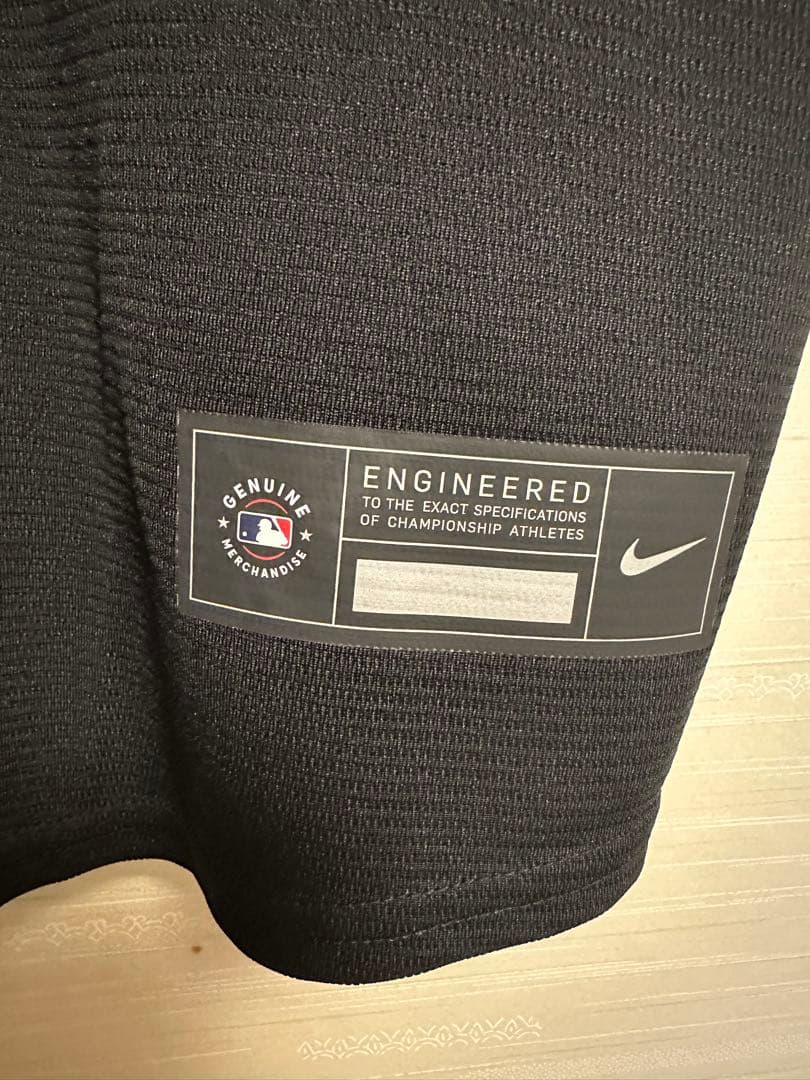 GENUINE
MERCHANDISE
ENGINEERED
TO THE EXACT SPECIFICATIONS
OF CHAMPIONSHIP ATHLETES